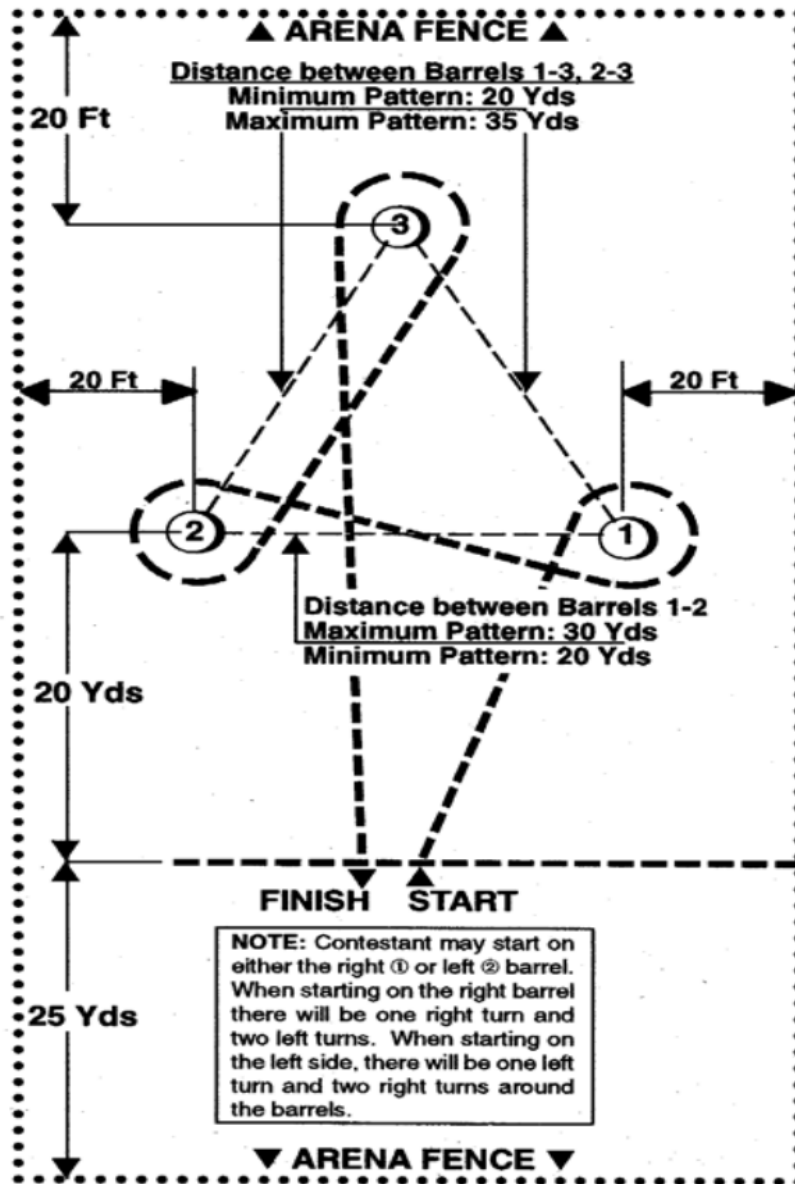 ▲ ARENA FENCE ▲
Distance between Barrels 1-3, 2-3
Minimum Pattern: 20 Yds
Maximum Pattern: 35 Yds
20 Ft
3
20 Ft
20 Ft
2
1
Distance between Barrels 1-2
Maximum Pattern: 30 Yds
Minimum Pattern: 20 Yds
20 Yds
FINISH START
NOTE: Contestant may start on
either the right ① or left ② barrel.
When starting on the right barrel
there will be one right turn and
two left turns. When starting on
the left side, there will be one left
turn and two right turns around
the barrels.
25 Yds
▼ ARENA FENCE ▼